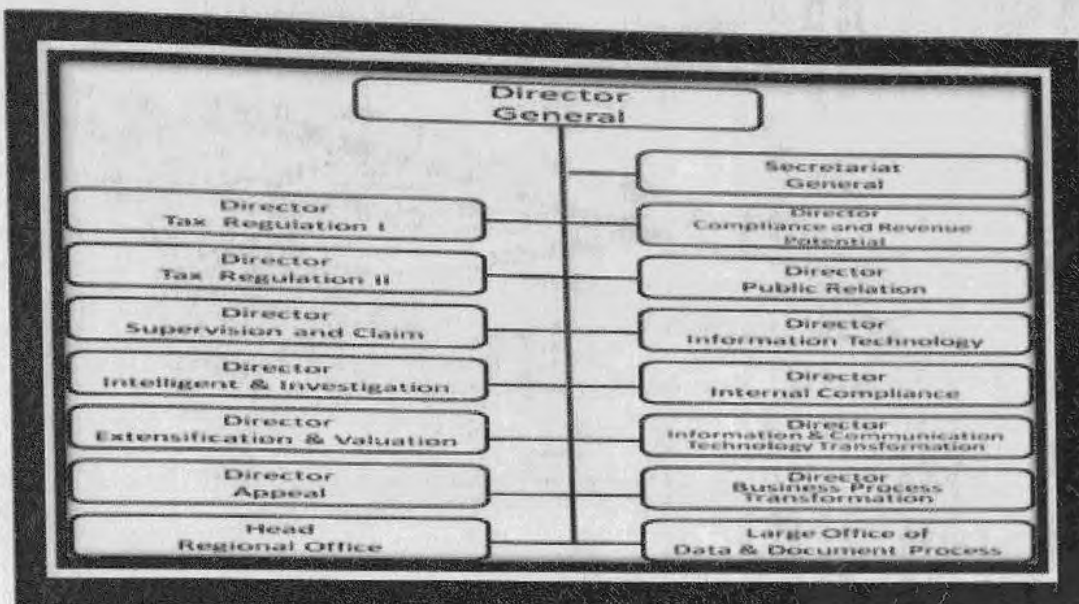 Director
General
Secretariat
General
Director
Tax Regulation I
Director
Compliance and Revenue
Potential
Director
Tax Regulation II
Director
Public Relation
Director
Supervision and Claim
Director
Information Technology
Director
Intelligent & Investigation
Director
Internal Compliance
Director
Extensification & Valuation
Director
Information & Communication
Technology Transformation
Director
Appeal
Director
Business Process
Transformation
Head
Regional Office
Large Office of
Data & Document Process